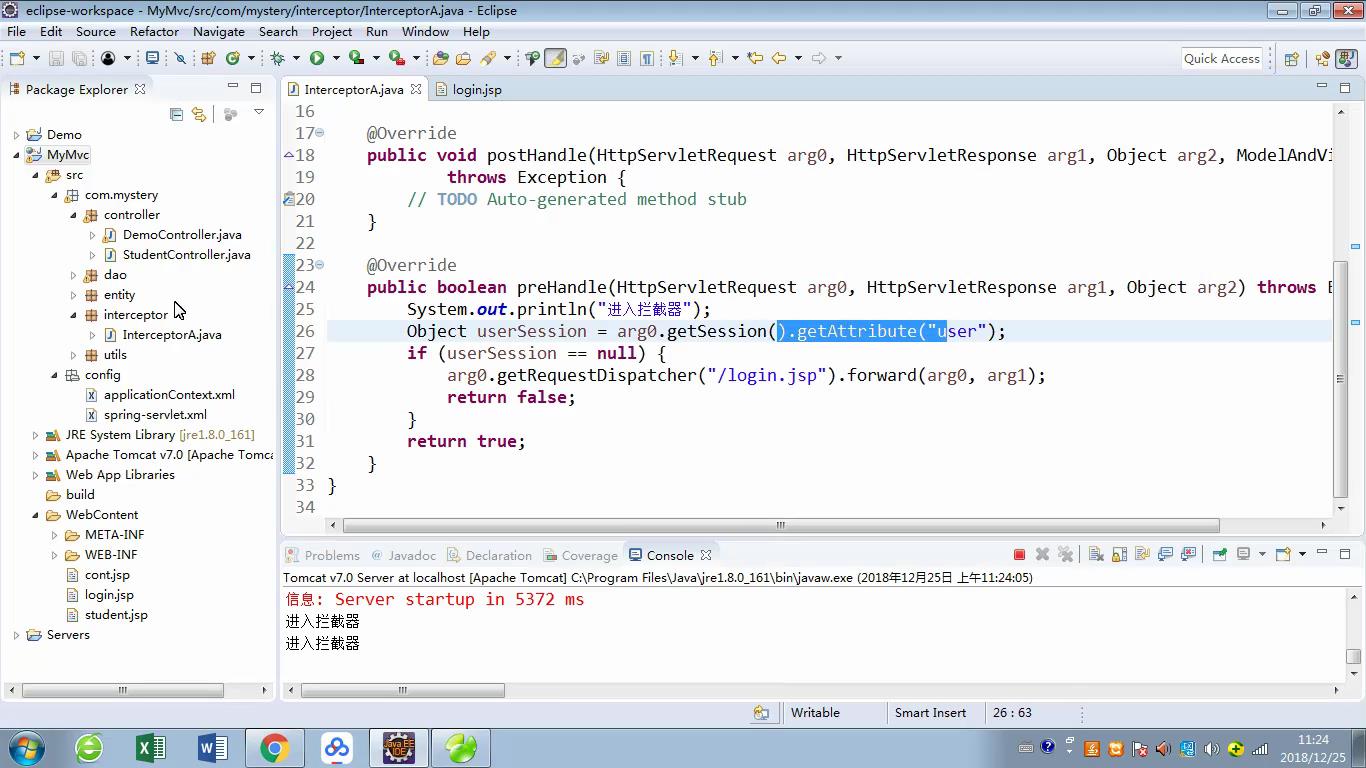 eclipse-workspace - MyMvc/src/com/mystery/interceptor/InterceptorA.java - Eclipse
File Edit Source Refactor Navigate Search Project Run Window Help
Quick Access
Package Explorer
Demo
MyMvc
src
com.mystery
controller
DemoController.java
StudentController.java
dao
entity
interceptor
InterceptorA.java
utils
config
applicationContext.xml
spring-servlet.xml
JRE System Library [jre1.8.0_161]
Apache Tomcat v7.0 [Apache Tomca
Web App Libraries
build
WebContent
META-INF
WEB-INF
cont.jsp
login.jsp
student.jsp
Servers
InterceptorA.java login.jsp
16
17 @Override
18 public void postHandle(HttpServletRequest arg0, HttpServletResponse arg1, Object arg2, ModelAndVi
19 throws Exception {
20 // TODO Auto-generated method stub
21 }
22
23 @Override
24 public boolean preHandle(HttpServletRequest arg0, HttpServletResponse arg1, Object arg2) throws E
25 System.out.println("进入拦截器");
26 Object userSession = arg0.getSession().getAttribute("user");
27 if (userSession == null) {
28 arg0.getRequestDispatcher("/login.jsp").forward(arg0, arg1);
29 return false;
30 }
31 return true;
32 }
33 }
34
Problems Javadoc Declaration Coverage Console
Tomcat v7.0 Server at localhost [Apache Tomcat] C:\Program Files\Java\jre1.8.0_161\bin\javaw.exe (2018年12月25日 上午11:24:05)
信息: Server startup in 5372 ms
进入拦截器
进入拦截器
Writable Smart Insert 26 : 63
Java EE
IDE
11:24
2018/12/25